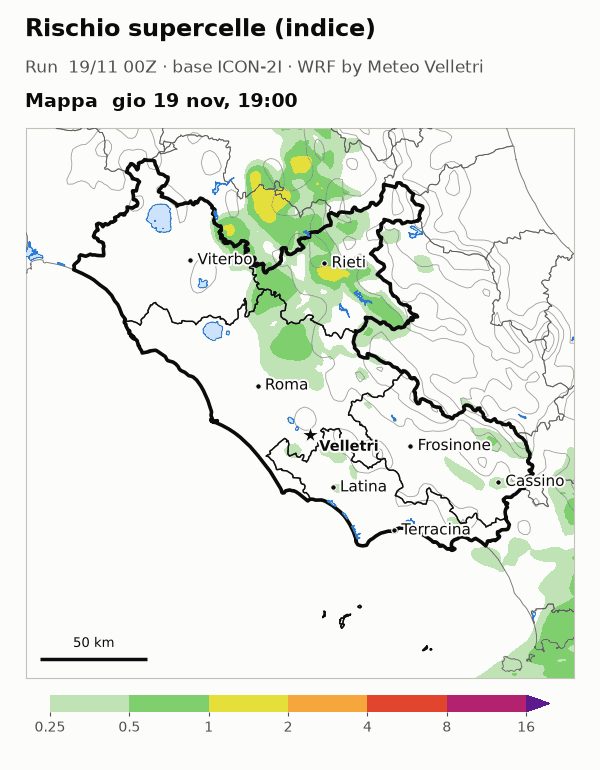 Rischio supercelle (indice)
Run  19/11 00Z · base ICON-2I · WRF by Meteo Velletri
Mappa  gio 19 nov, 19:00
Viterbo
Rieti
Roma
Velletri
Frosinone
Cassino
Latina
Terracina
50 km
0.25 0.5 1 2 4 8 16